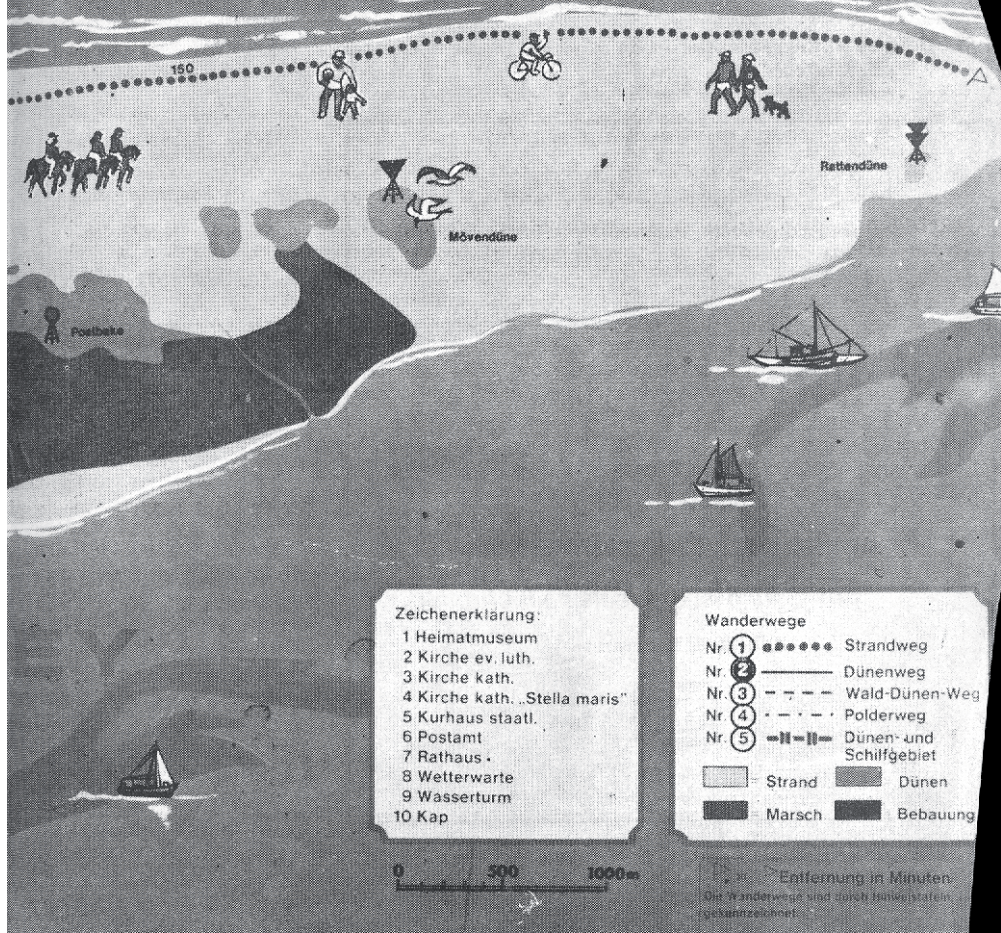 150
Rattendüne
Mövendüne
Postbake
Zeichenerklärung:
1 Heimatmuseum
2 Kirche ev. luth.
3 Kirche kath.
4 Kirche kath. „Stella maris"
5 Kurhaus staatl.
6 Postamt
7 Rathaus
8 Wetterwarte
9 Wasserturm
10 Kap
Wanderwege
Nr. 1 Strandweg
Nr. 2 Dünenweg
Nr. 3 Wald-Dünen-Weg
Nr. 4 Polderweg
Nr. 5 Dünen- und
Schilfgebiet
Strand Dünen
Marsch Bebauung
0 500 1000m
Entfernung in Minuten
Die Wanderwege sind durch Hinweistafeln
gekennzeichnet.